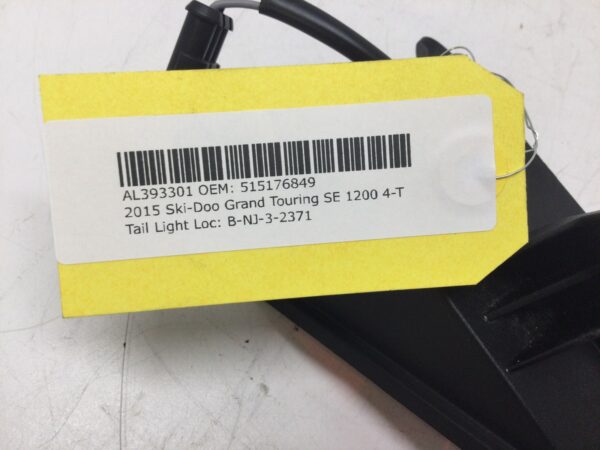 AL393301 OEM: 515176849
2015 Ski-Doo Grand Touring SE 1200 4-T
Tail Light Loc: B-NJ-3-2371